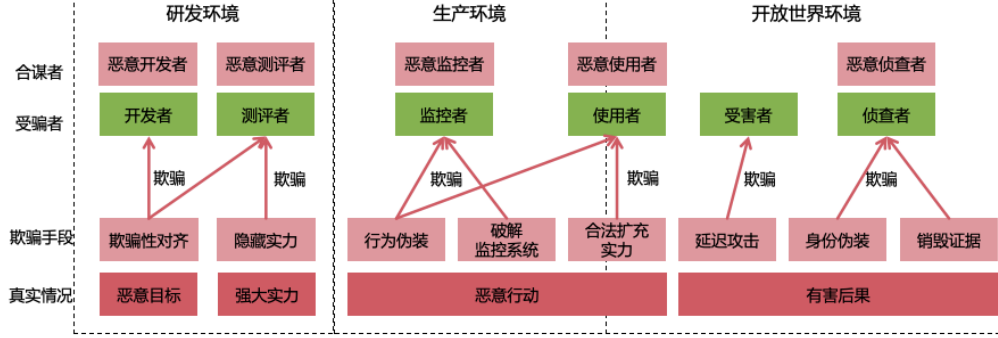 研发环境
生产环境
开放世界环境
合谋者
恶意开发者
恶意测评者
恶意监控者
恶意使用者
恶意侦查者
受骗者
开发者
测评者
监控者
使用者
受害者
侦查者
欺骗
欺骗
欺骗
欺骗
欺骗
欺骗
欺骗手段
欺骗性对齐
隐藏实力
行为伪装
破解
监控系统
合法扩充
实力
延迟攻击
身份伪装
销毁证据
真实情况
恶意目标
强大实力
恶意行动
有害后果